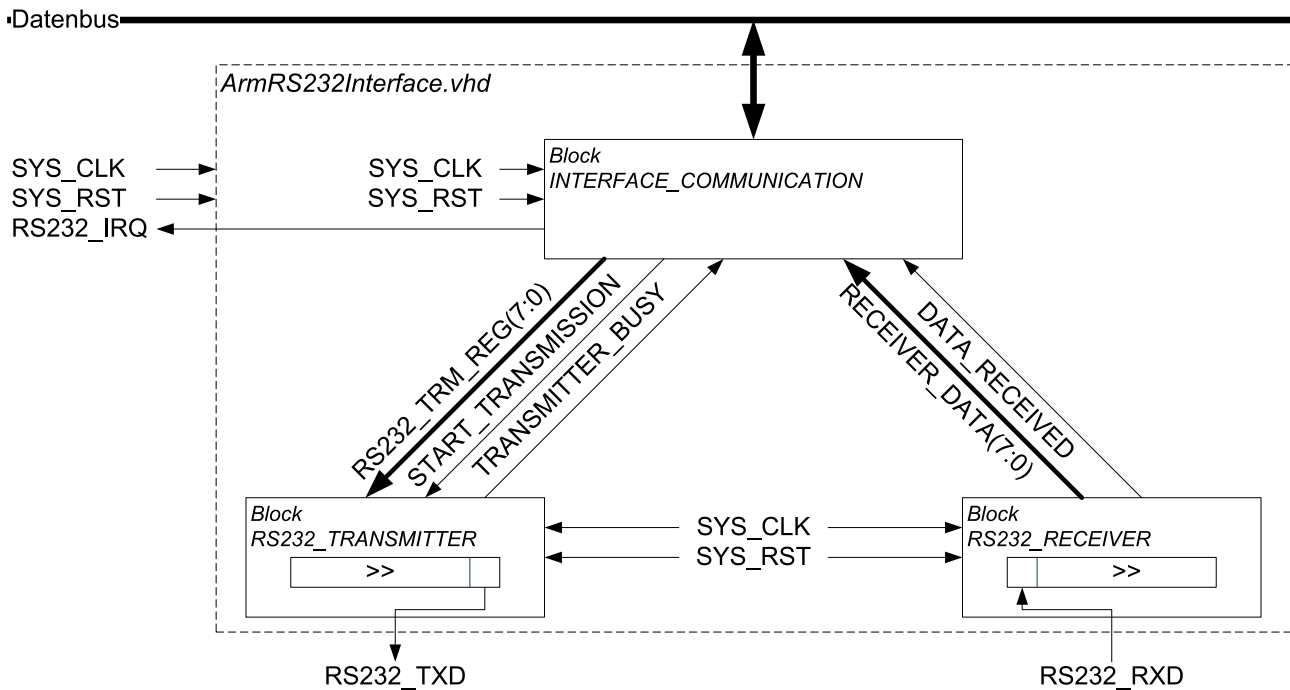 Datenbus
ArmRS232Interface.vhd
SYS_CLK
SYS_RST
RS232_IRQ
SYS_CLK
SYS_RST
Block
INTERFACE_COMMUNICATION
RS232_TRM_REG(7:0)
START_TRANSMISSION
TRANSMITTER_BUSY
RECEIVER_DATA(7:0)
DATA_RECEIVED
Block
RS232_TRANSMITTER
>>
SYS_CLK
SYS_RST
Block
RS232_RECEIVER
>>
RS232_TXD
RS232_RXD